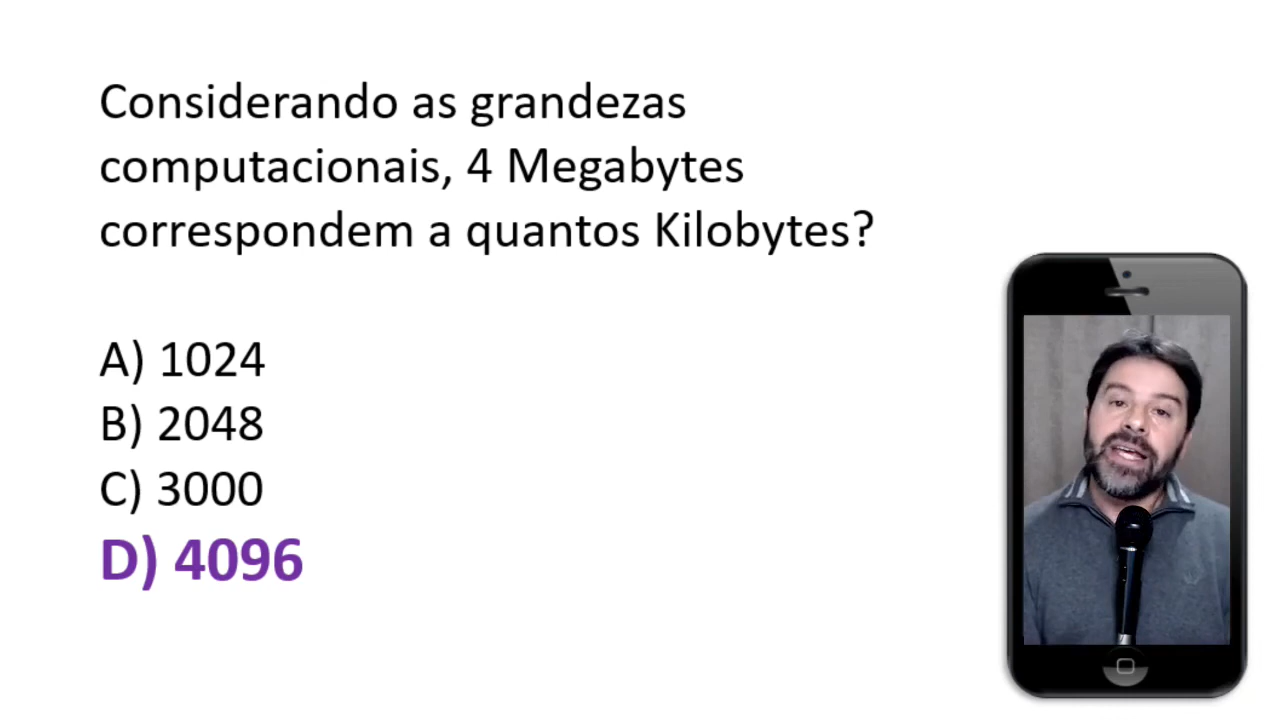 Considerando as grandezas
computacionais, 4 Megabytes
correspondem a quantos Kilobytes?
A) 1024
B) 2048
C) 3000
D) 4096